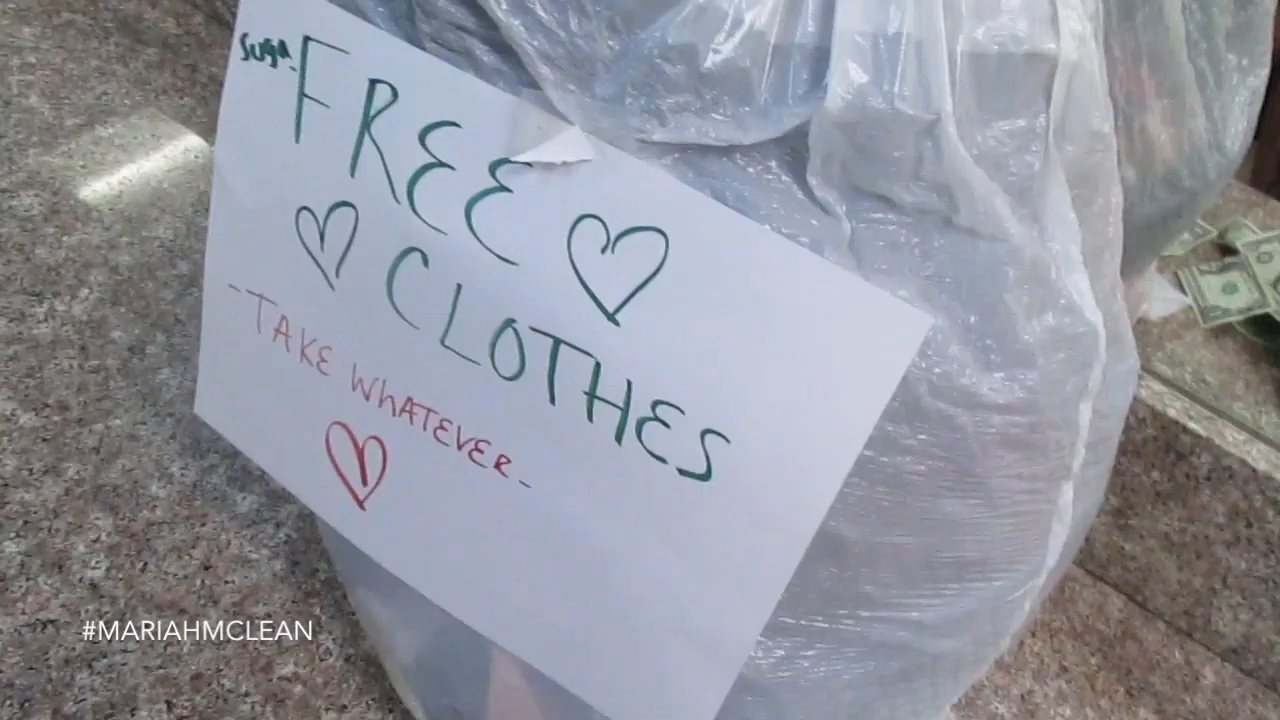 Suga-
FREE
CLOTHES
-TAKE WHATEVER-
#MARIAHMCLEAN